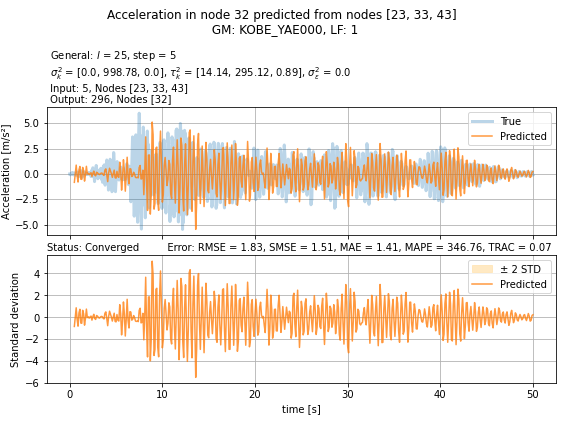 Acceleration in node 32 predicted from nodes [23, 33, 43]
GM: KOBE_YAE000, LF: 1
General: l = 25, step = 5
σ²ₖ = [0.0, 998.78, 0.0], τ²ₖ = [14.14, 295.12, 0.89], σ²ε = 0.0
Input: 5, Nodes [23, 33, 43]
Output: 296, Nodes [32]
Acceleration [m/s²]
5.0
2.5
0.0
−2.5
−5.0
True
Predicted
Status: Converged Error: RMSE = 1.83, SMSE = 1.51, MAE = 1.41, MAPE = 346.76, TRAC = 0.07
Standard deviation
4
2
0
−2
−4
−6
± 2 STD
Predicted
0 10 20 30 40 50
time [s]